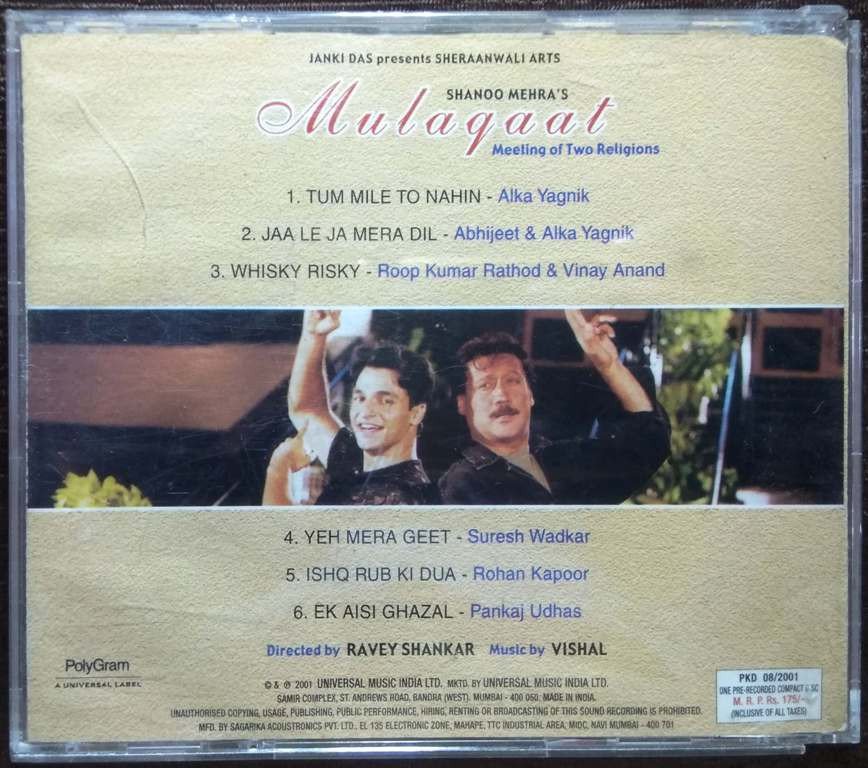 JANKI DAS presents SHERAANWALI ARTS
SHANOO MEHRA'S
Mulaqaat
Meeting of Two Religions
1. TUM MILE TO NAHIN - Alka Yagnik
2. JAA LE JA MERA DIL - Abhijeet & Alka Yagnik
3. WHISKY RISKY - Roop Kumar Rathod & Vinay Anand
4. YEH MERA GEET - Suresh Wadkar
5. ISHQ RUB KI DUA - Rohan Kapoor
6. EK AISI GHAZAL - Pankaj Udhas
Directed by RAVEY SHANKAR Music by VISHAL
PolyGram
A UNIVERSAL LABEL
© & ℗ 2001 UNIVERSAL MUSIC INDIA LTD. MKTD. BY UNIVERSAL MUSIC INDIA LTD.
SAMIR COMPLEX, ST. ANDREWS ROAD, BANDRA (WEST). MUMBAI - 400 050. MADE IN INDIA.
UNAUTHORISED COPYING, USAGE, PUBLISHING, PUBLIC PERFORMANCE, HIRING, RENTING OR BROADCASTING OF THIS SOUND RECORDING IS PROHIBITED.
MFD. BY SAGARIKA ACOUSTRONICS PVT. LTD., EL 135 ELECTRONIC ZONE, MAHAPE, TTC INDUSTRIAL AREA, MIDC, NAVI MUMBAI - 400 701
PKD 08/2001
ONE PRE-RECORDED COMPACT DISC
M. R. P. Rs. 175/-
(INCLUSIVE OF ALL TAXES)